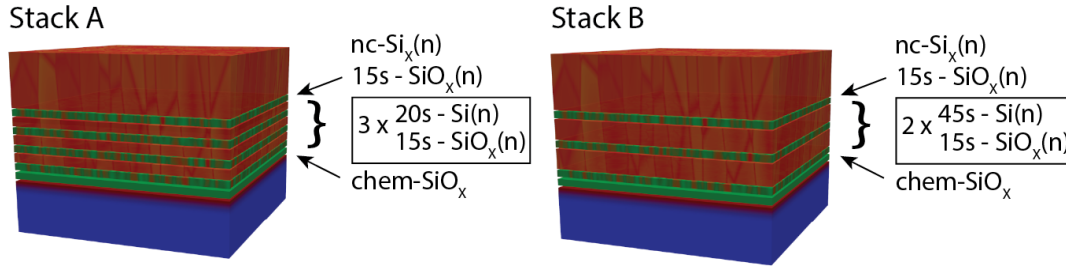 Stack A
nc-Siₓ(n)
15s - SiOₓ(n)
3 x 20s - Si(n)
15s - SiOₓ(n)
chem-SiOₓ
Stack B
nc-Siₓ(n)
15s - SiOₓ(n)
2 x 45s - Si(n)
15s - SiOₓ(n)
chem-SiOₓ